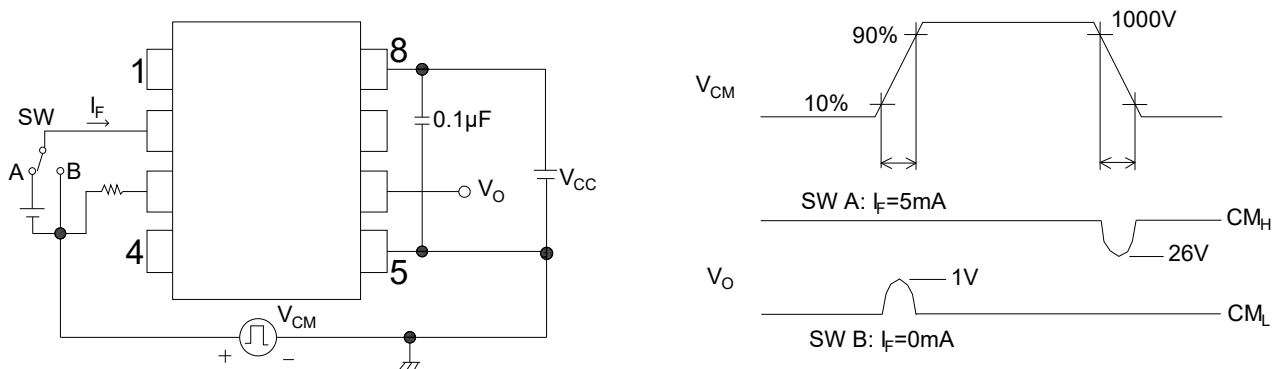 1
8
SW
I_F
A
B
0.1µF
V_CC
V_O
4
5
V_CM
+
-
V_CM
90%
10%
1000V
SW A: I_F=5mA
CM_H
26V
V_O
1V
CM_L
SW B: I_F=0mA